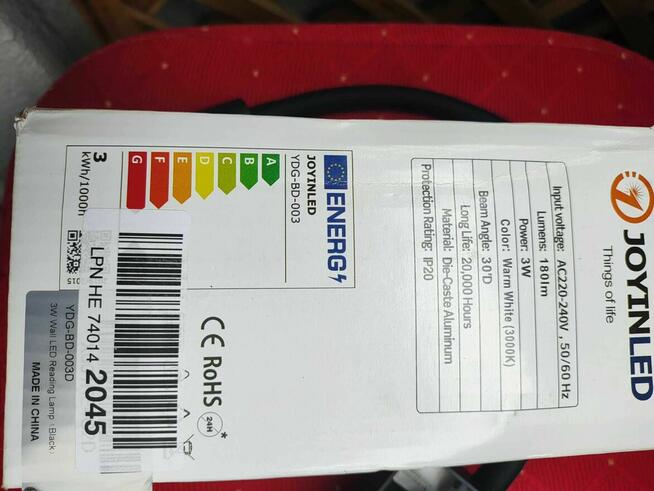 JOYINLED
Things of life
Input voltage: AC220-240V , 50/60 Hz
Lumens: 180lm
Power: 3W
Color: Warm White (3000K)
Beam Angle: 30°D
Long Life: 20,000 Hours
Material: Die-Caste Aluminum
Protection Rating: IP20
ENERG
JOYINLED
YDG-BD-003
A
B
C
D
E
F
G
3
kWh/1000h
CE RoHS
24H
*
LPN HE 74014 2045
YDG-BD-003D
3W Wall LED Reading Lamp (Black)
MADE IN CHINA